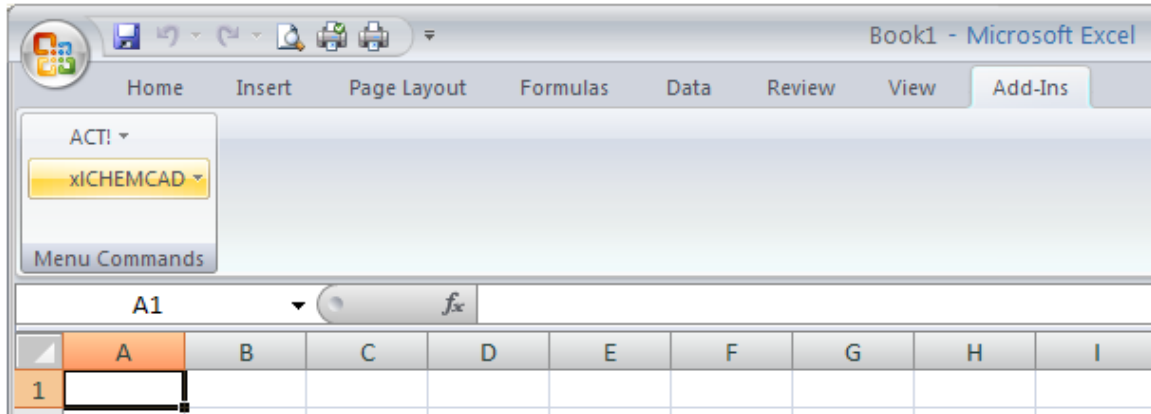 Book1 - Microsoft Excel
Home Insert Page Layout Formulas Data Review View Add-Ins
ACT!
xlCHEMCAD
Menu Commands
A1 fx
A B C D E F G H I
1